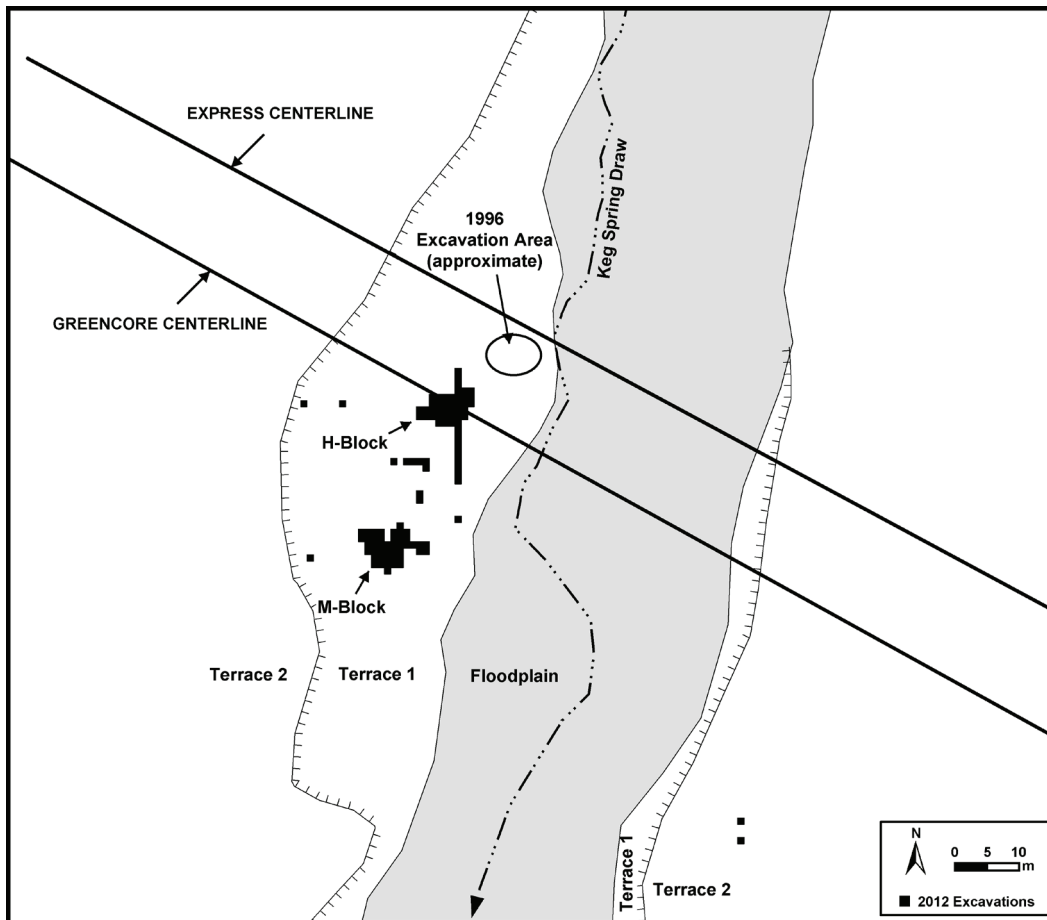 EXPRESS CENTERLINE
1996
Excavation Area
(approximate)
Keg Spring Draw
GREENCORE CENTERLINE
H-Block
M-Block
Terrace 2
Terrace 1
Floodplain
Terrace 1
Terrace 2
N
0 5 10
m
2012 Excavations